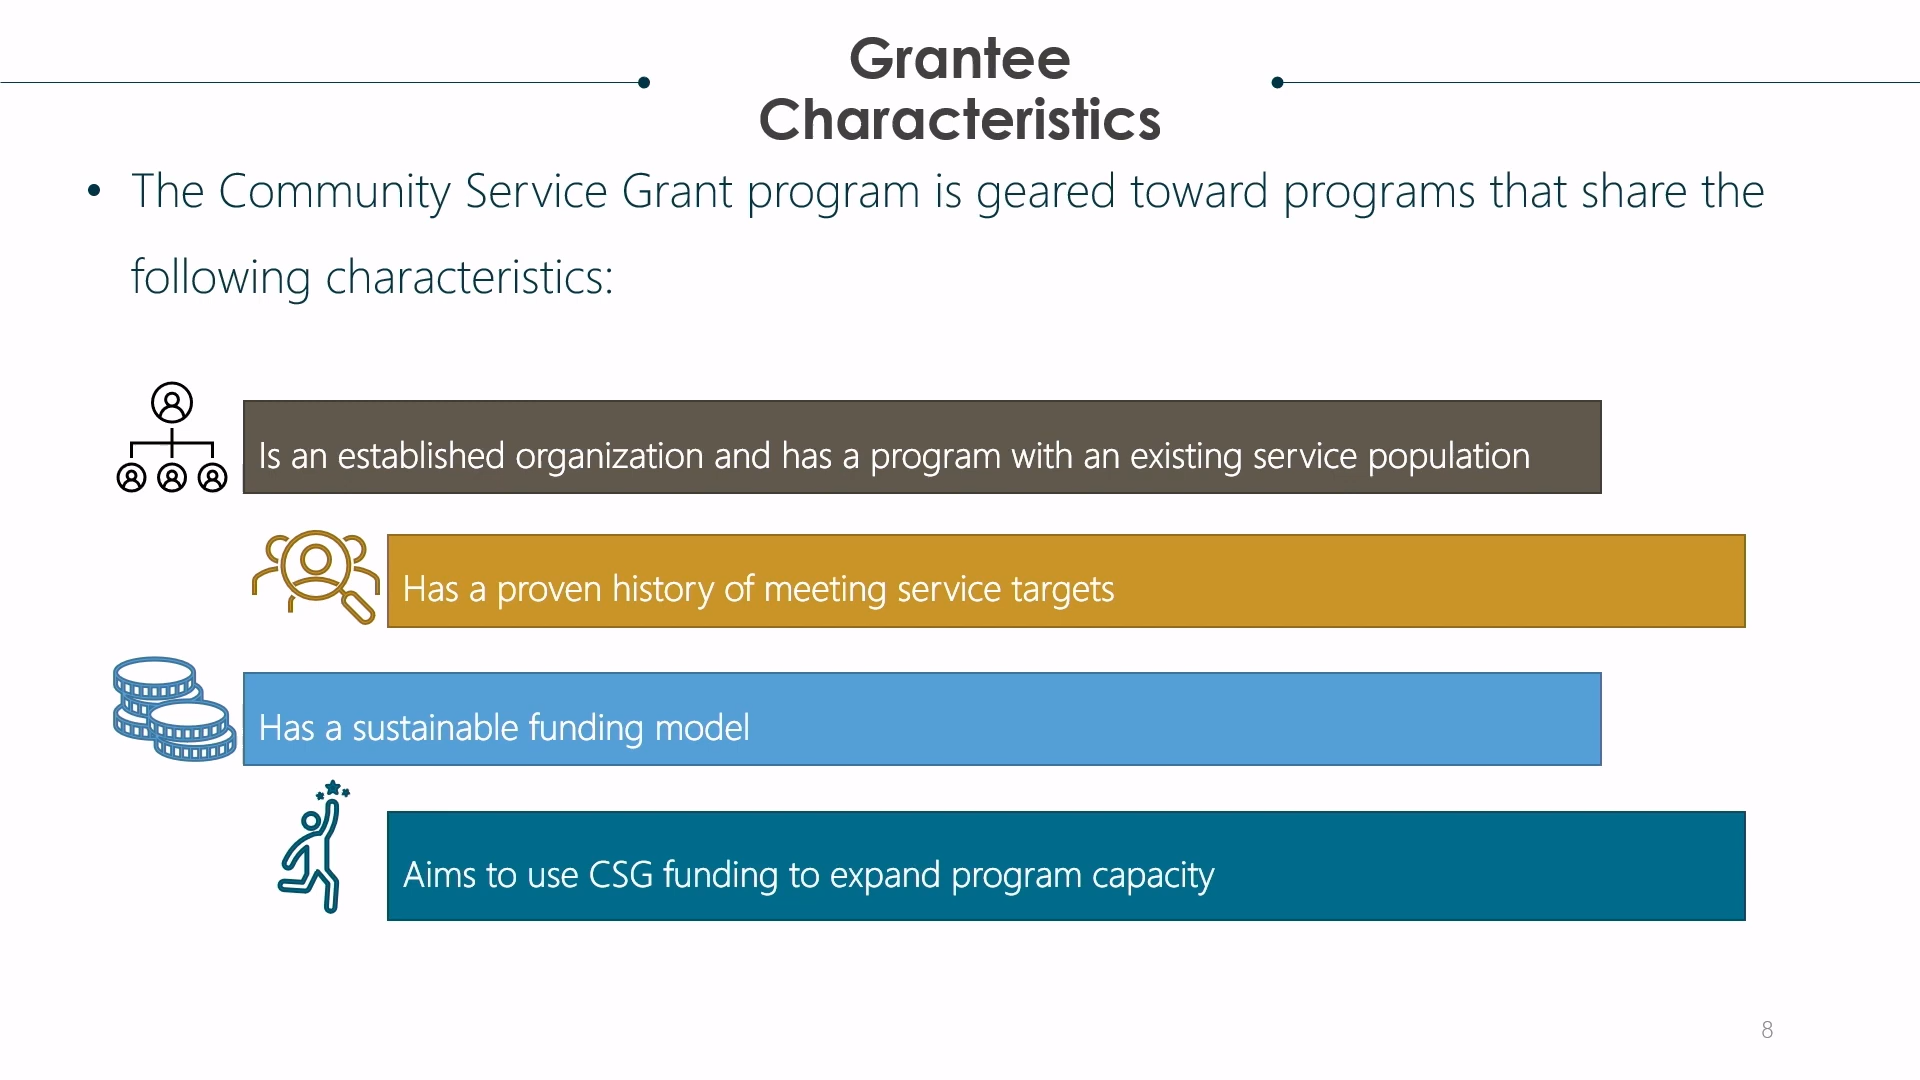 Grantee
Characteristics
• The Community Service Grant program is geared toward programs that share the
following characteristics:
Is an established organization and has a program with an existing service population
Has a proven history of meeting service targets
Has a sustainable funding model
Aims to use CSG funding to expand program capacity
8